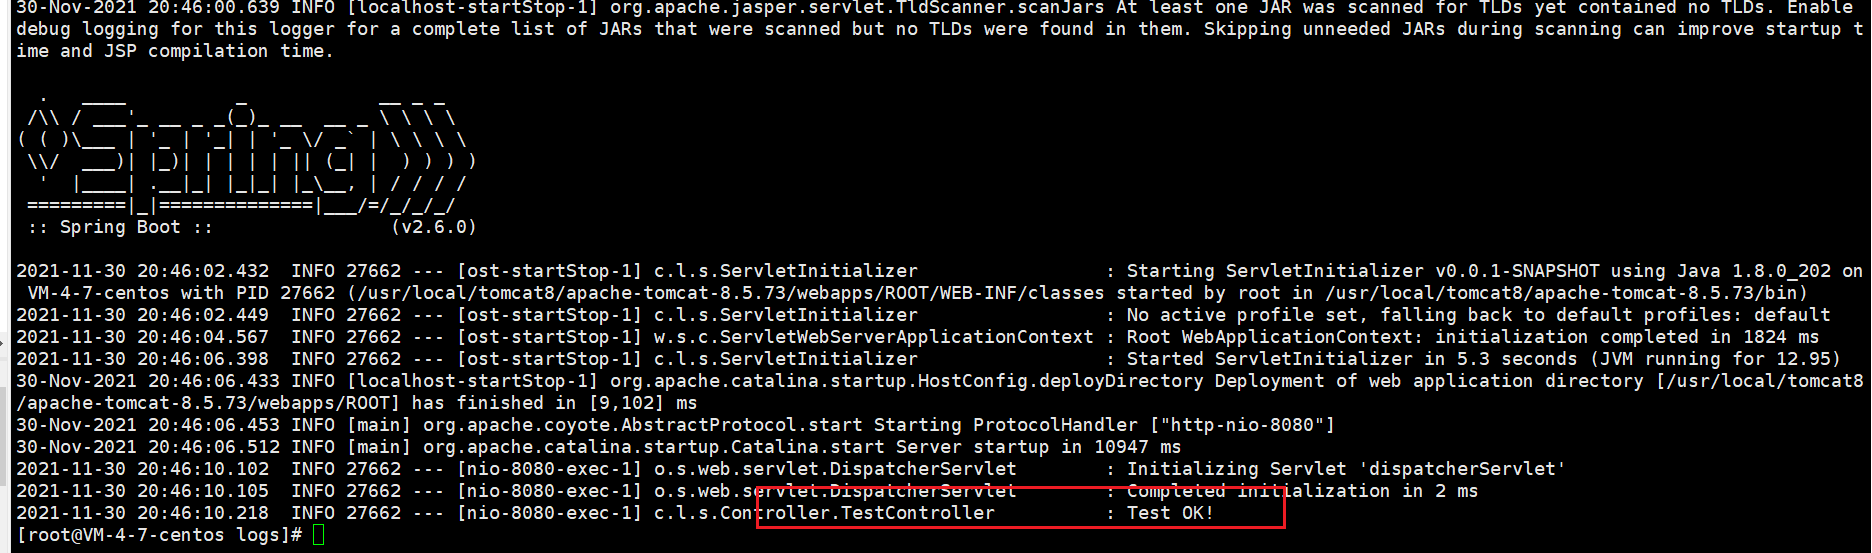 30-Nov-2021 20:46:00.639 INFO [localhost-startStop-1] org.apache.jasper.servlet.TldScanner.scanJars At least one JAR was scanned for TLDs yet contained no TLDs. Enable
debug logging for this logger for a complete list of JARs that were scanned but no TLDs were found in them. Skipping unneeded JARs during scanning can improve startup t
ime and JSP compilation time.
  .   ____          _            __ _ _
 /\\ / ___'_ __ _ _(_)_ __  __ _ \ \ \ \
( ( )\___ | '_ | '_| | '_ \/ _` | \ \ \ \
 \\/  ___)| |_)| | | | | || (_| |  ) ) ) )
  '  |____| .__|_| |_|_| |_\__, | / / / /
 =========|_|==============|___/=/_/_/_/
 :: Spring Boot ::                (v2.6.0)
2021-11-30 20:46:02.432  INFO 27662 --- [ost-startStop-1] c.l.s.ServletInitializer                 : Starting ServletInitializer v0.0.1-SNAPSHOT using Java 1.8.0_202 on
 VM-4-7-centos with PID 27662 (/usr/local/tomcat8/apache-tomcat-8.5.73/webapps/ROOT/WEB-INF/classes started by root in /usr/local/tomcat8/apache-tomcat-8.5.73/bin)
2021-11-30 20:46:02.449  INFO 27662 --- [ost-startStop-1] c.l.s.ServletInitializer                 : No active profile set, falling back to default profiles: default
2021-11-30 20:46:04.567  INFO 27662 --- [ost-startStop-1] w.s.c.ServletWebServerApplicationContext : Root WebApplicationContext: initialization completed in 1824 ms
2021-11-30 20:46:06.398  INFO 27662 --- [ost-startStop-1] c.l.s.ServletInitializer                 : Started ServletInitializer in 5.3 seconds (JVM running for 12.95)
30-Nov-2021 20:46:06.433 INFO [localhost-startStop-1] org.apache.catalina.startup.HostConfig.deployDirectory Deployment of web application directory [/usr/local/tomcat8
/apache-tomcat-8.5.73/webapps/ROOT] has finished in [9,102] ms
30-Nov-2021 20:46:06.453 INFO [main] org.apache.coyote.AbstractProtocol.start Starting ProtocolHandler ["http-nio-8080"]
30-Nov-2021 20:46:06.512 INFO [main] org.apache.catalina.startup.Catalina.start Server startup in 10947 ms
2021-11-30 20:46:10.102  INFO 27662 --- [nio-8080-exec-1] o.s.web.servlet.DispatcherServlet        : Initializing Servlet 'dispatcherServlet'
2021-11-30 20:46:10.105  INFO 27662 --- [nio-8080-exec-1] o.s.web.servlet.DispatcherServlet        : Completed initialization in 2 ms
2021-11-30 20:46:10.218  INFO 27662 --- [nio-8080-exec-1] c.l.s.Controller.TestController          : Test OK!
[root@VM-4-7-centos logs]#